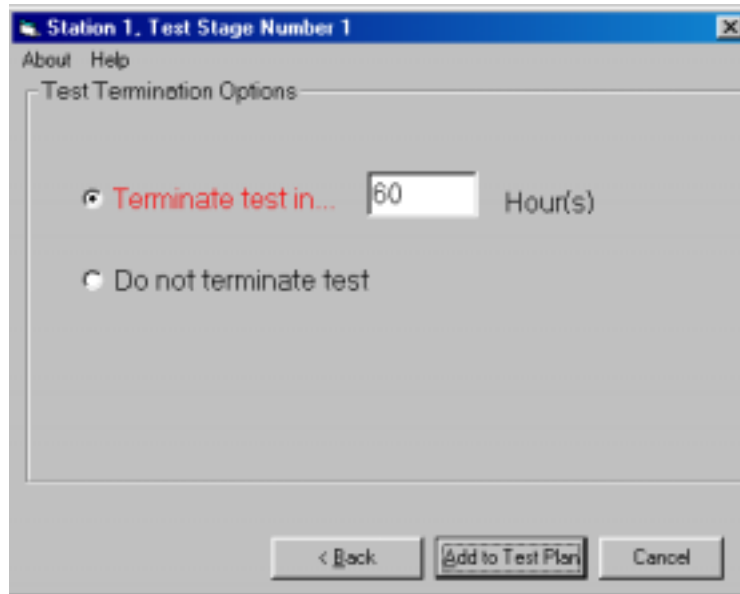 Station 1, Test Stage Number 1
About Help
Test Termination Options
Terminate test in... 60 Hour(s)
Do not terminate test
< Back Add to Test Plan Cancel